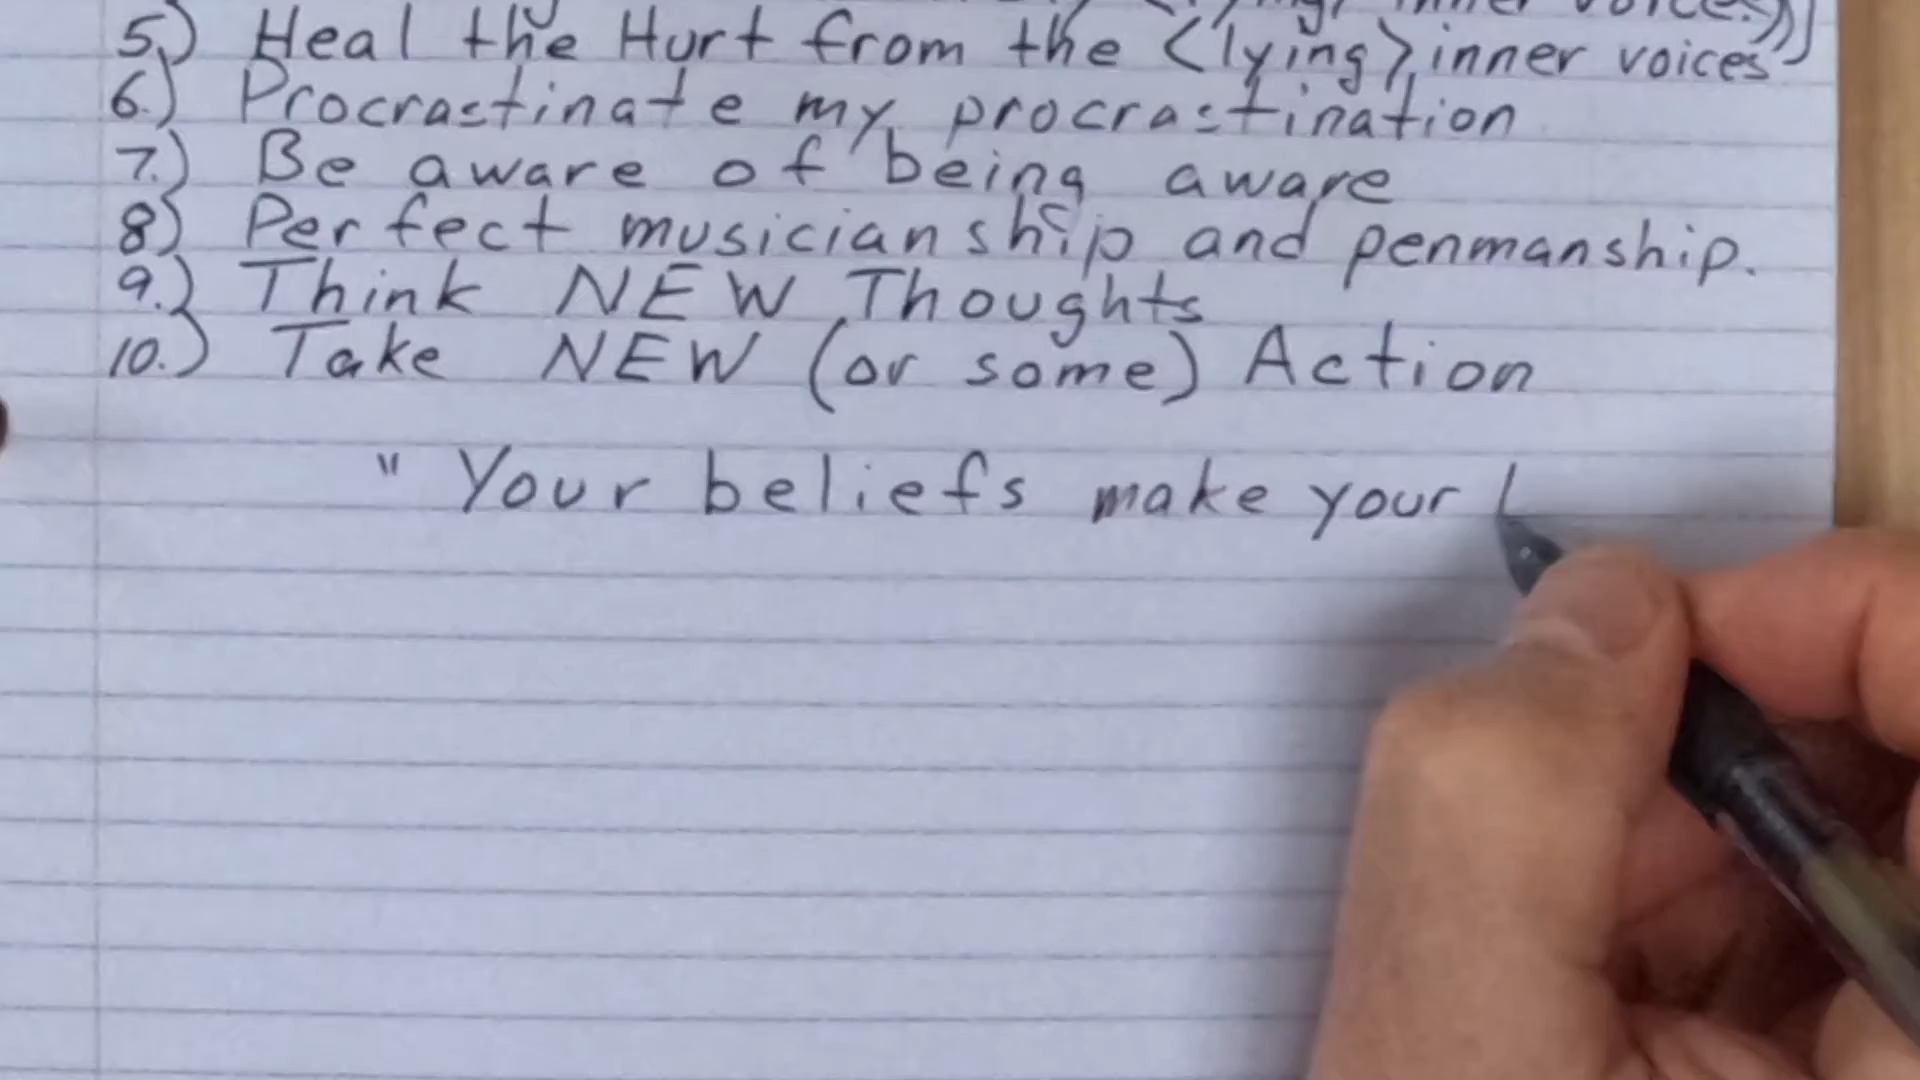 inner voices.)))
5.) Heal the Hurt from the <lying> inner voices
6.) Procrastinate my procrastination
7.) Be aware of being aware
8) Perfect musicianship and penmanship.
9.) Think NEW Thoughts
10.) Take NEW (or some) Action
" Your beliefs make your l